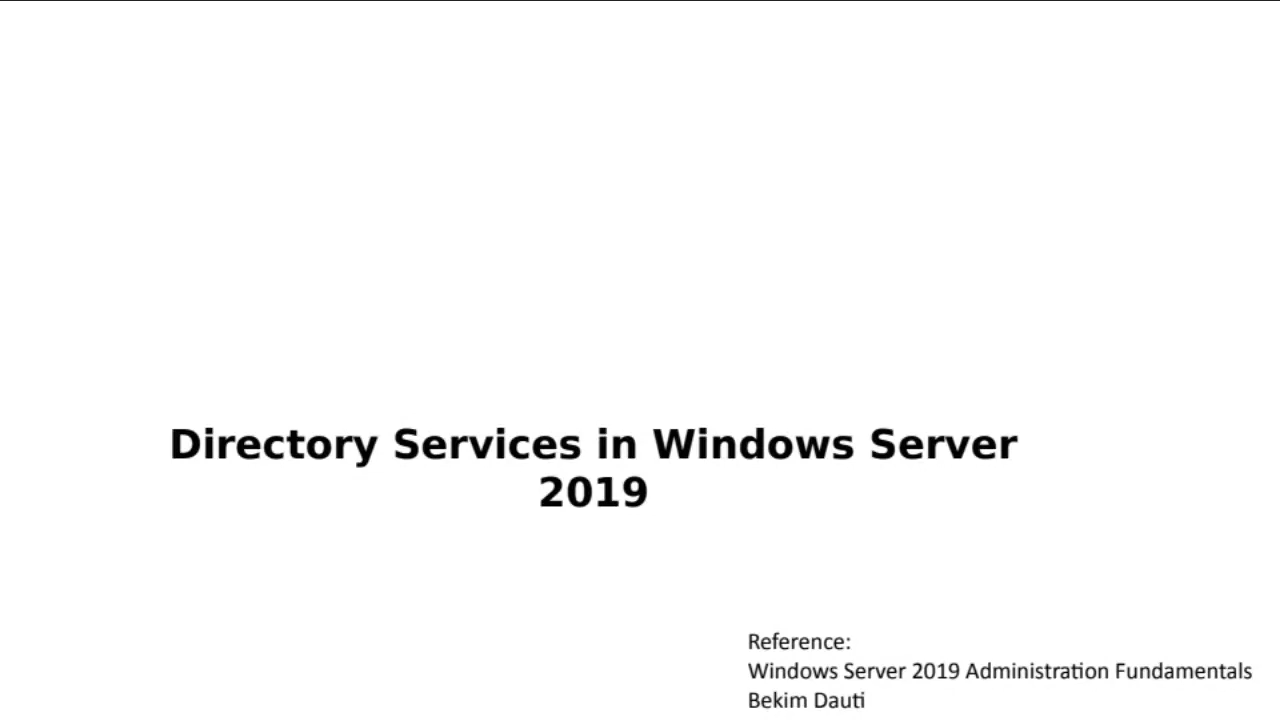 Directory Services in Windows Server
2019
Reference:
Windows Server 2019 Administration Fundamentals
Bekim Dauti